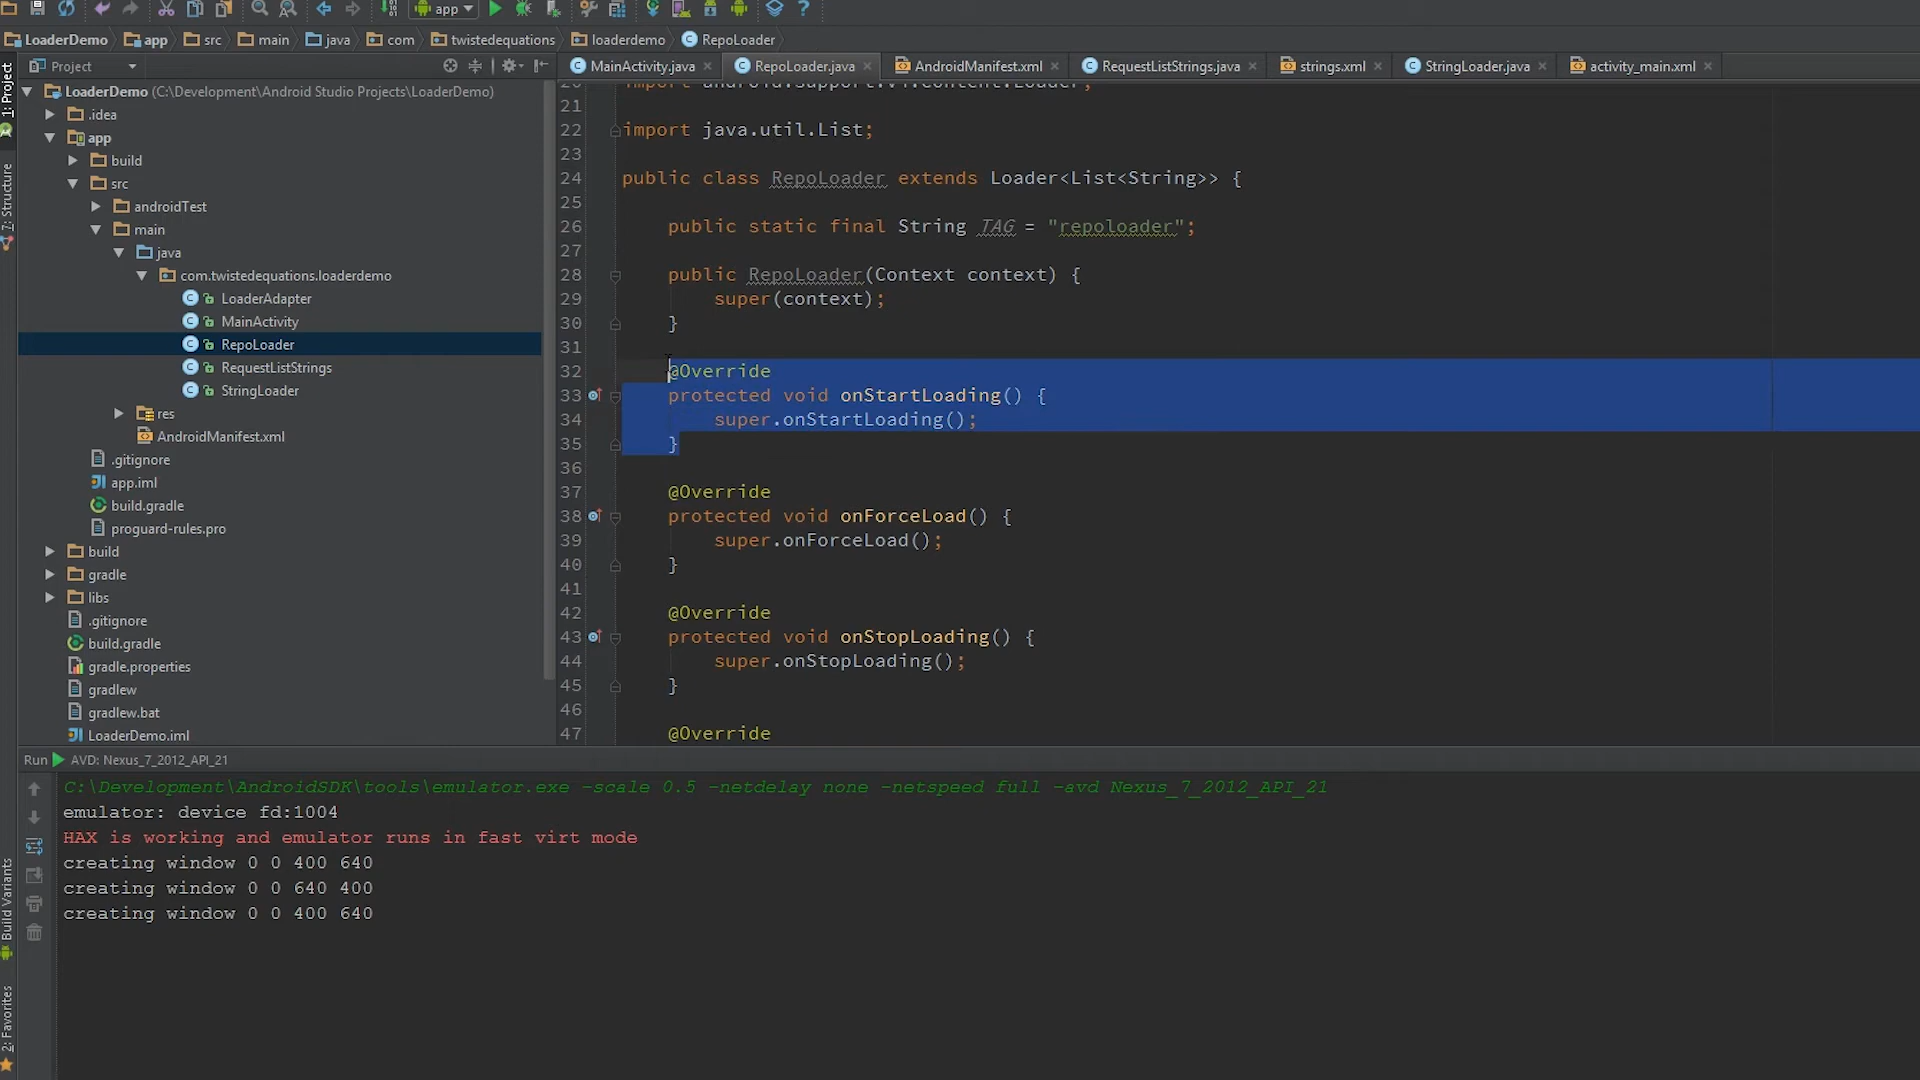 app
LoaderDemo app src main java com twistedequations loaderdemo RepoLoader
Project
MainActivity.java RepoLoader.java AndroidManifest.xml RequestListStrings.java strings.xml StringLoader.java activity_main.xml
1: Project
7: Structure
Build Variants
2: Favorites
LoaderDemo (C:\Development\Android Studio Projects\LoaderDemo)
.idea
app
build
src
androidTest
main
java
com.twistedequations.loaderdemo
LoaderAdapter
MainActivity
RepoLoader
RequestListStrings
StringLoader
res
AndroidManifest.xml
.gitignore
app.iml
build.gradle
proguard-rules.pro
build
gradle
libs
.gitignore
build.gradle
gradle.properties
gradlew
gradlew.bat
LoaderDemo.iml
20 import android.support.v4.content.Loader;
21
22 import java.util.List;
23
24 public class RepoLoader extends Loader<List<String>> {
25
26 public static final String TAG = "repoloader";
27
28 public RepoLoader(Context context) {
29 super(context);
30 }
31
32 @Override
33 protected void onStartLoading() {
34 super.onStartLoading();
35 }
36
37 @Override
38 protected void onForceLoad() {
39 super.onForceLoad();
40 }
41
42 @Override
43 protected void onStopLoading() {
44 super.onStopLoading();
45 }
46
47 @Override
Run AVD: Nexus_7_2012_API_21
C:\Development\AndroidSDK\tools\emulator.exe -scale 0.5 -netdelay none -netspeed full -avd Nexus_7_2012_API_21
emulator: device fd:1004
HAX is working and emulator runs in fast virt mode
creating window 0 0 400 640
creating window 0 0 640 400
creating window 0 0 400 640